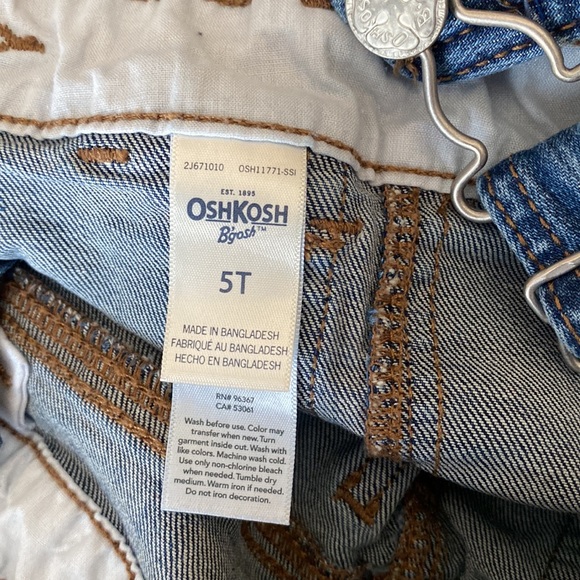 2J671010 OSH11771-SSI
EST. 1895
OSHKOSH
B'gosh™
5T
MADE IN BANGLADESH
FABRIQUÉ AU BANGLADESH
HECHO EN BANGLADESH
RN# 96367
CA# 53061
Wash before use. Color may
transfer when new. Turn
garment inside out. Wash with
like colors. Machine wash cold.
Use only non-chlorine bleach
when needed. Tumble dry
medium. Warm iron if needed.
Do not iron decoration.